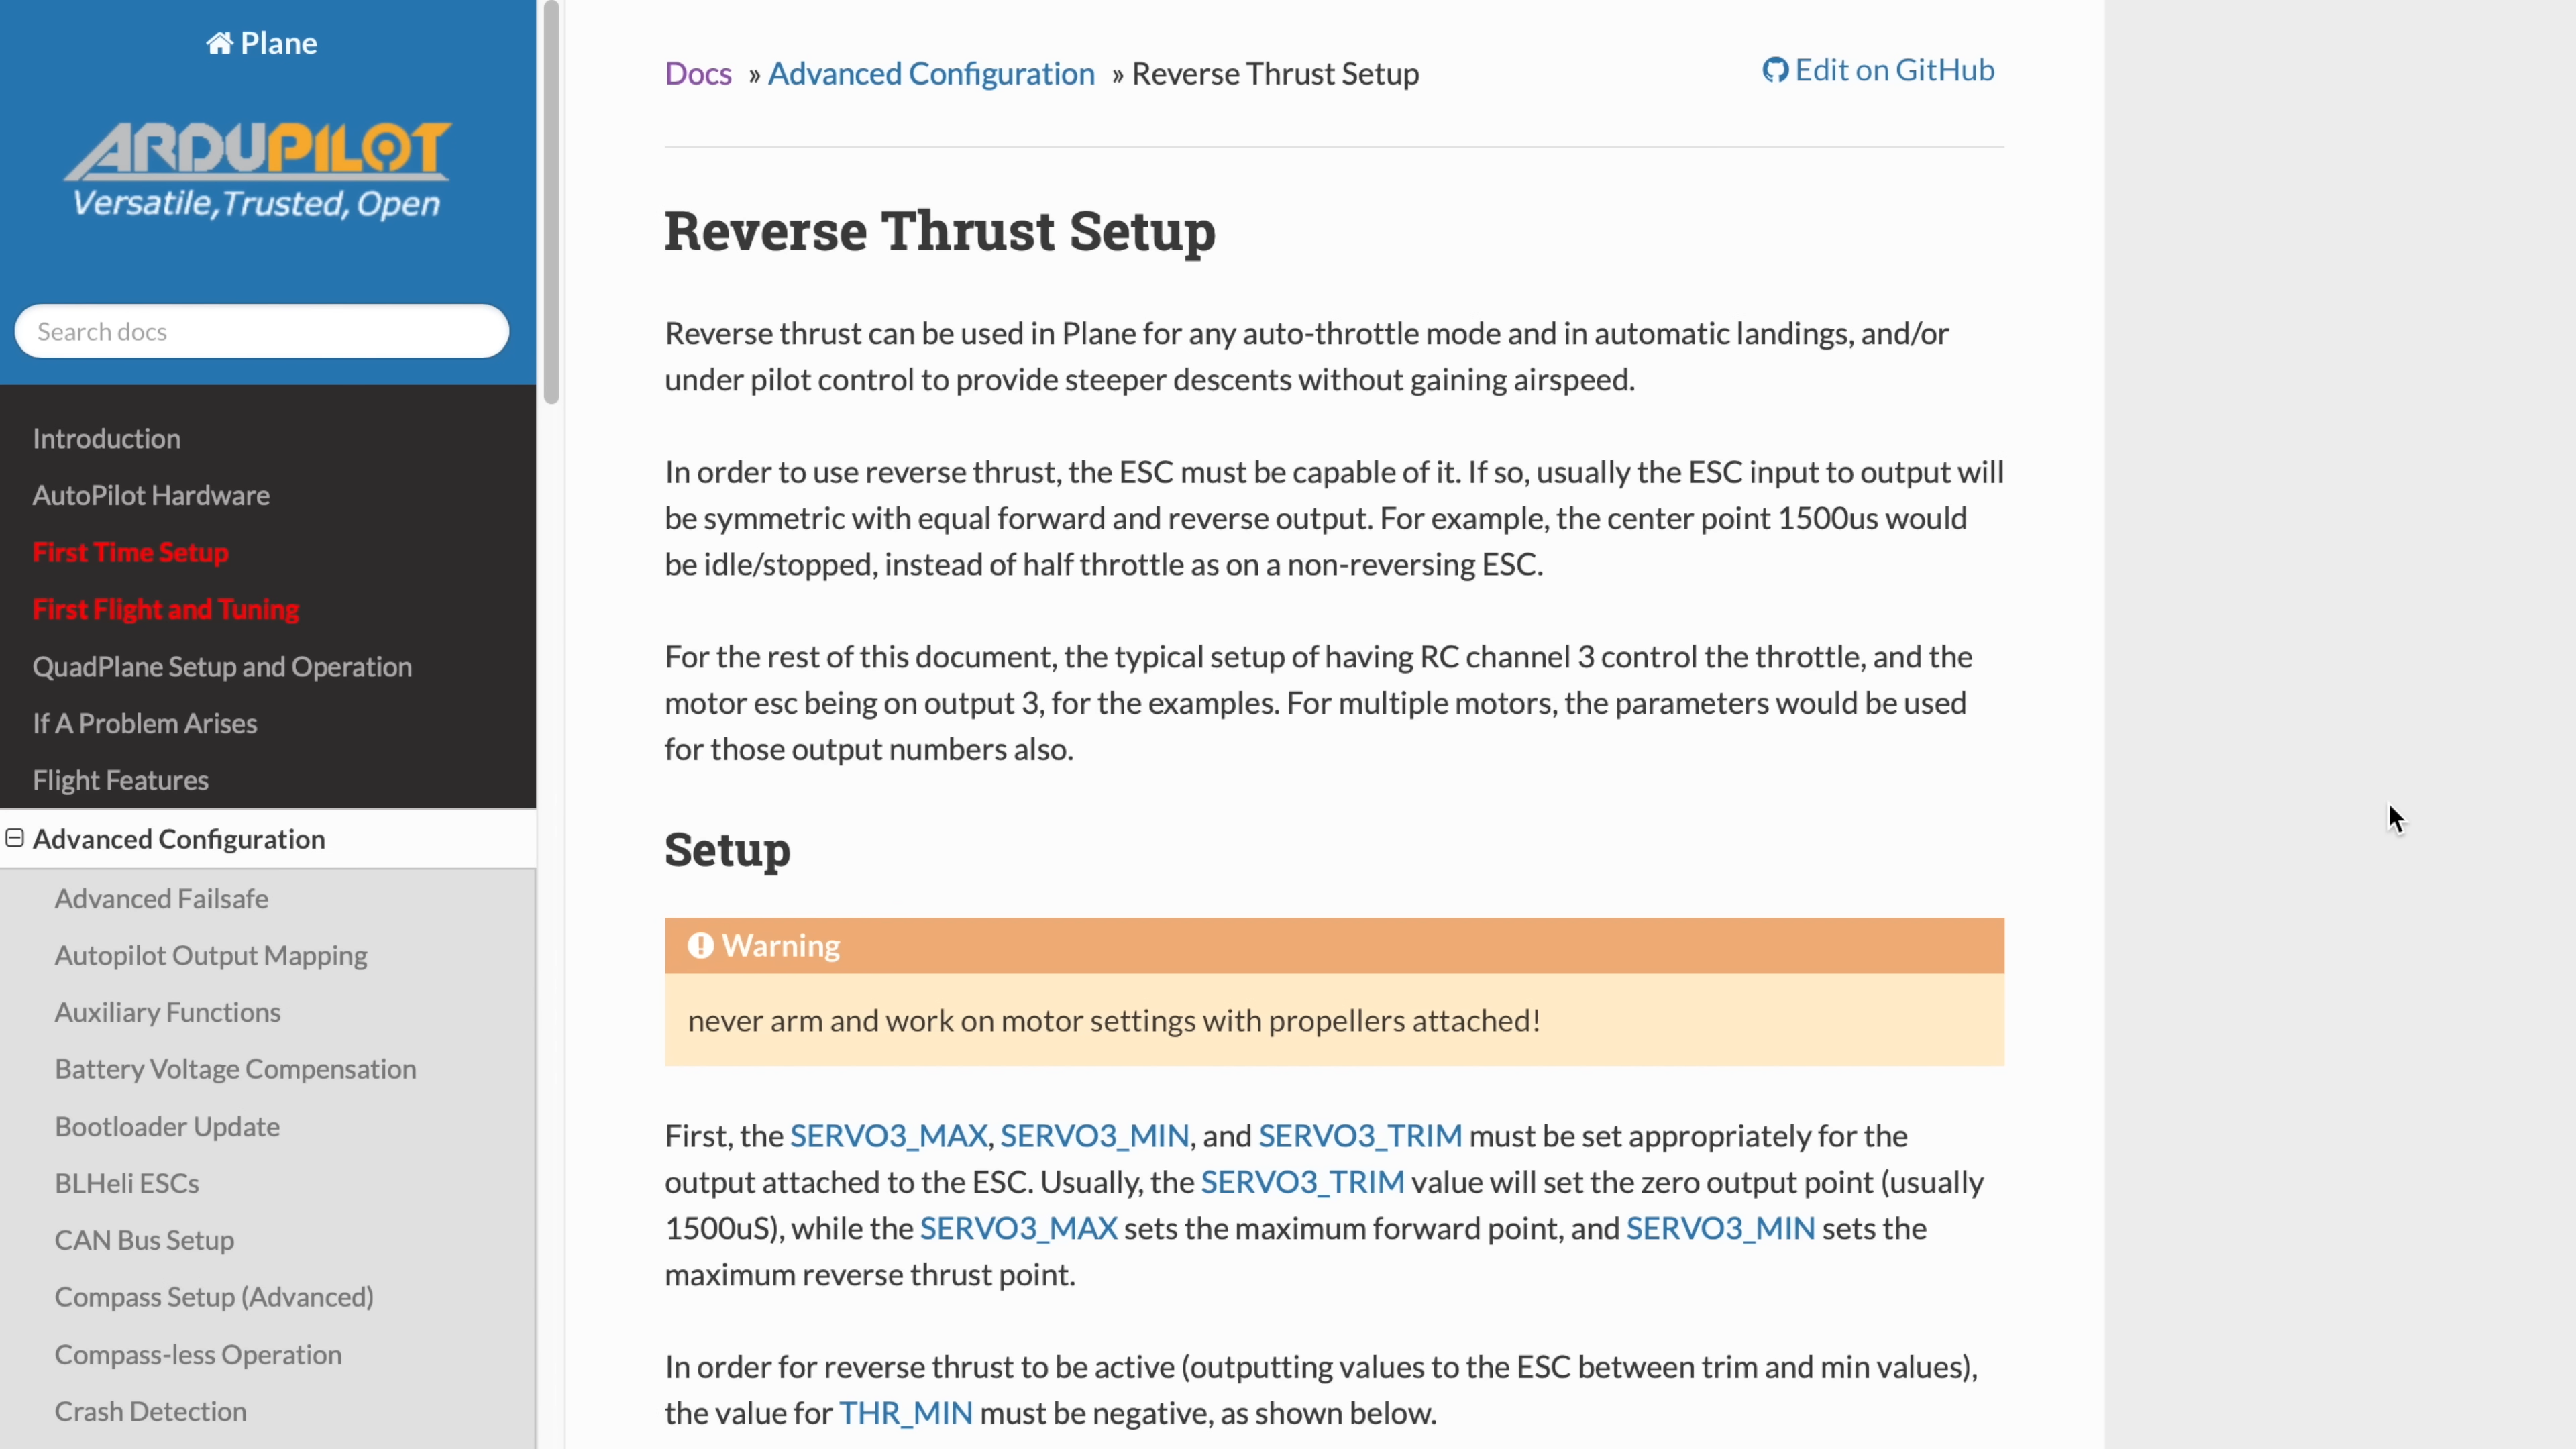 Plane
ARDUPILOT
Versatile, Trusted, Open
Search docs
Introduction
AutoPilot Hardware
First Time Setup
First Flight and Tuning
QuadPlane Setup and Operation
If A Problem Arises
Flight Features
Advanced Configuration
Advanced Failsafe
Autopilot Output Mapping
Auxiliary Functions
Battery Voltage Compensation
Bootloader Update
BLHeli ESCs
CAN Bus Setup
Compass Setup (Advanced)
Compass-less Operation
Crash Detection
Docs » Advanced Configuration » Reverse Thrust Setup
Edit on GitHub
Reverse Thrust Setup
Reverse thrust can be used in Plane for any auto-throttle mode and in automatic landings, and/or
under pilot control to provide steeper descents without gaining airspeed.
In order to use reverse thrust, the ESC must be capable of it. If so, usually the ESC input to output will
be symmetric with equal forward and reverse output. For example, the center point 1500us would
be idle/stopped, instead of half throttle as on a non-reversing ESC.
For the rest of this document, the typical setup of having RC channel 3 control the throttle, and the
motor esc being on output 3, for the examples. For multiple motors, the parameters would be used
for those output numbers also.
Setup
Warning
never arm and work on motor settings with propellers attached!
First, the SERVO3_MAX, SERVO3_MIN, and SERVO3_TRIM must be set appropriately for the
output attached to the ESC. Usually, the SERVO3_TRIM value will set the zero output point (usually
1500uS), while the SERVO3_MAX sets the maximum forward point, and SERVO3_MIN sets the
maximum reverse thrust point.
In order for reverse thrust to be active (outputting values to the ESC between trim and min values),
the value for THR_MIN must be negative, as shown below.